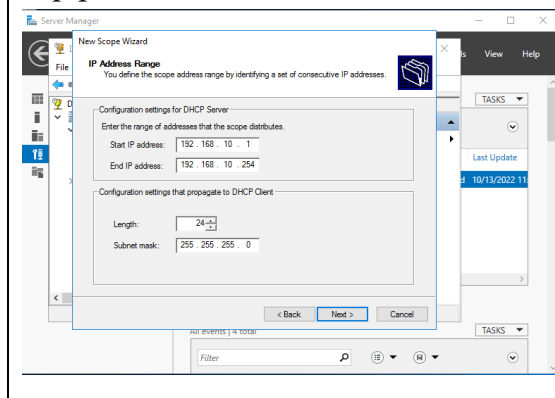 Server Manager
New Scope Wizard
IP Address Range
You define the scope address range by identifying a set of consecutive IP addresses.
File
View Help
Configuration settings for DHCP Server
Enter the range of addresses that the scope distributes.
Start IP address: 192 . 168 . 10 . 1
End IP address: 192 . 168 . 10 . 254
Configuration settings that propagate to DHCP Client
Length: 24
Subnet mask: 255 . 255 . 255 . 0
TASKS
Last Update
10/13/2022 11:
< Back Next > Cancel
All events | 4 total
TASKS
Filter